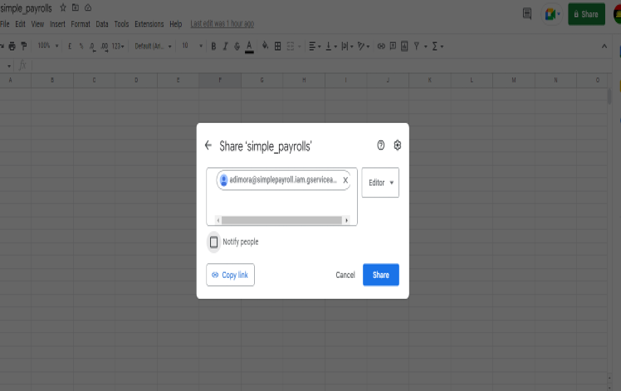 simple_payrolls
File Edit View Insert Format Data Tools Extensions Help Last edit was 1 hour ago
Share
100% £ % .0 .00 123 Default (Ari... 10 B I S A
fx
A B C D E F G H I J K L M N O
Share 'simple_payrolls'
adimora@simplepayroll.iam.gservicea... X
Editor
Notify people
Copy link Cancel Share